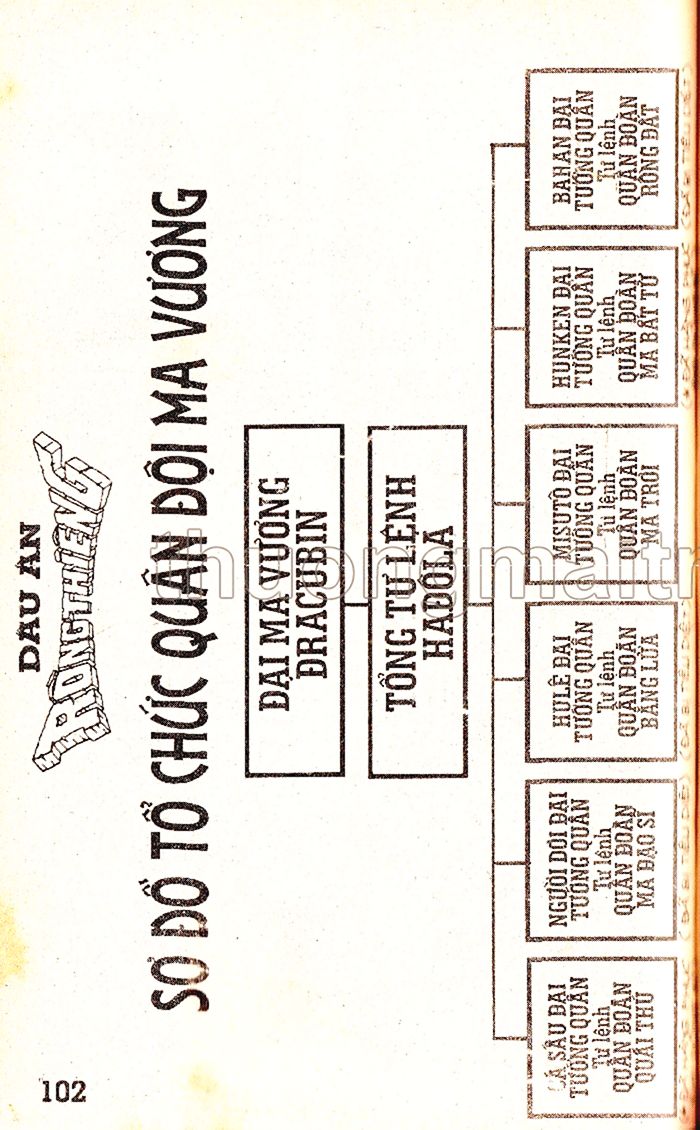 DẤU ẤN
RỒNG THIÊNG
SƠ ĐỒ TỔ CHỨC QUÂN ĐỘI MA VƯƠNG
ĐẠI MA VƯƠNG
ĐRACUBIN
TỔNG TƯ LỆNH
HAĐOLA
CÁ SẤU ĐẠI
TƯỚNG QUÂN
Tư lệnh
QUÂN ĐOÀN
QUÁI THÚ
NGƯỜI DƠI ĐẠI
TƯỚNG QUÂN
Tư lệnh
QUÂN ĐOÀN
MA ĐẠO SĨ
HULÊ ĐẠI
TƯỚNG QUÂN
Tư lệnh
QUÂN ĐOÀN
BĂNG LỬA
MISUTÔ ĐẠI
TƯỚNG QUÂN
Tư lệnh
QUÂN ĐOÀN
MA TRƠI
HUNKEN ĐẠI
TƯỚNG QUÂN
Tư lệnh
QUÂN ĐOÀN
MA BẤT TỬ
BAHAN ĐẠI
TƯỚNG QUÂN
Tư lệnh
QUÂN ĐOÀN
RỒNG ĐẤT
102
thuongmaitr